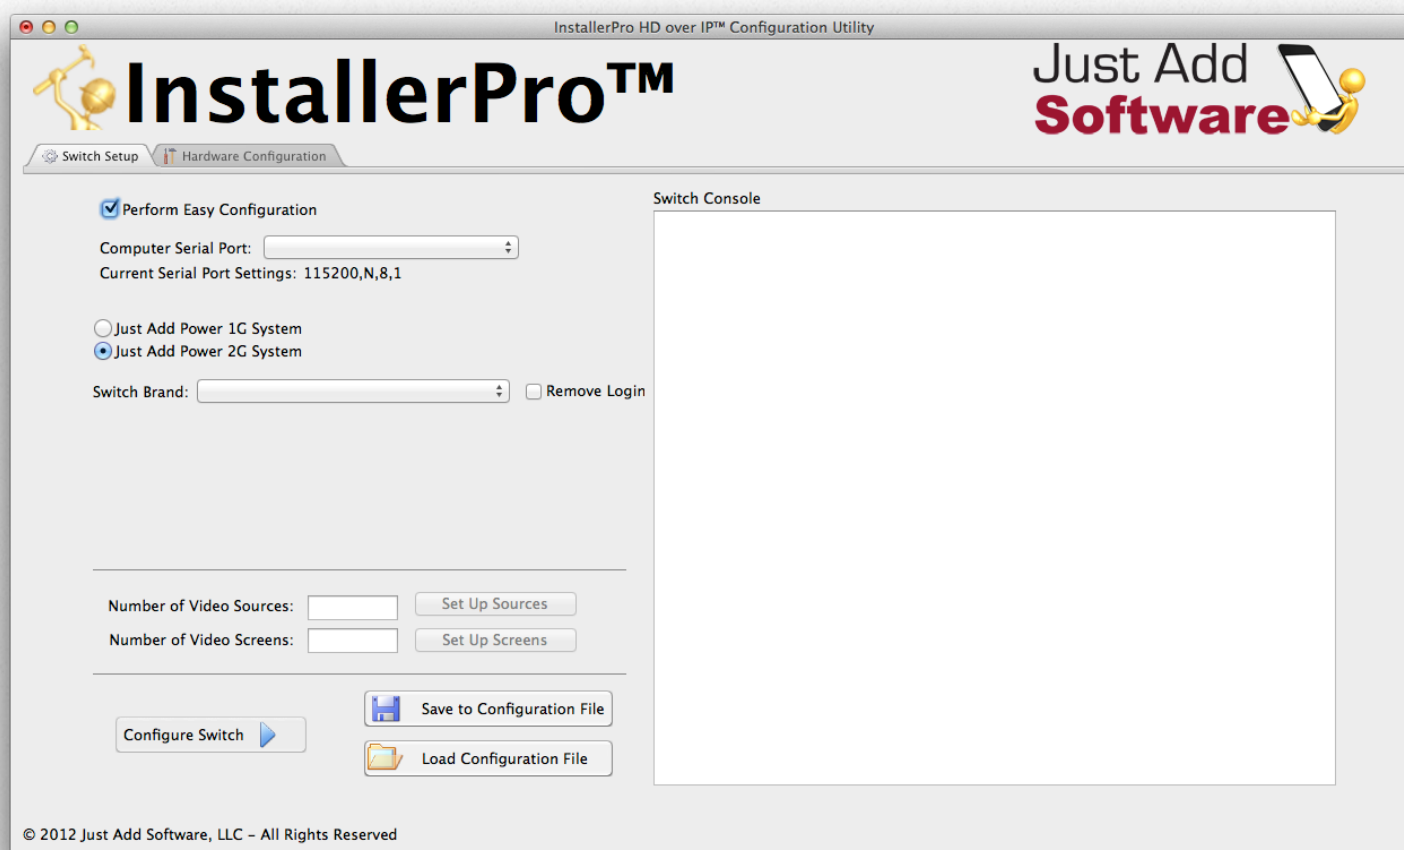 InstallerPro HD over IP™ Configuration Utility
InstallerPro™
Just Add
Software
Switch Setup
Hardware Configuration
Perform Easy Configuration
Computer Serial Port:
Current Serial Port Settings: 115200,N,8,1
Just Add Power 1G System
Just Add Power 2G System
Switch Brand:
Remove Login
Switch Console
Number of Video Sources:
Set Up Sources
Number of Video Screens:
Set Up Screens
Configure Switch
Save to Configuration File
Load Configuration File
© 2012 Just Add Software, LLC – All Rights Reserved